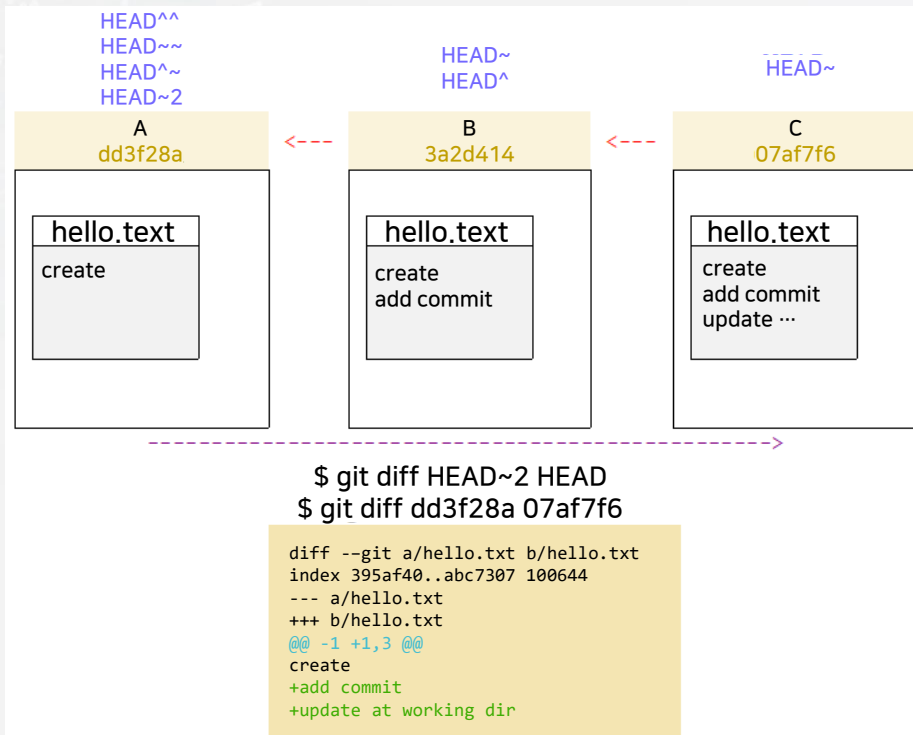 HEAD^^
HEAD~~
HEAD^~
HEAD~2
HEAD~
HEAD^
HEAD~
A
dd3f28a
<---
B
3a2d414
<---
C
07af7f6
hello.text
create
hello.text
create
add commit
hello.text
create
add commit
update ···
$ git diff HEAD~2 HEAD
$ git diff dd3f28a 07af7f6
diff --git a/hello.txt b/hello.txt
index 395af40..abc7307 100644
--- a/hello.txt
+++ b/hello.txt
@@ -1 +1,3 @@
create
+add commit
+update at working dir